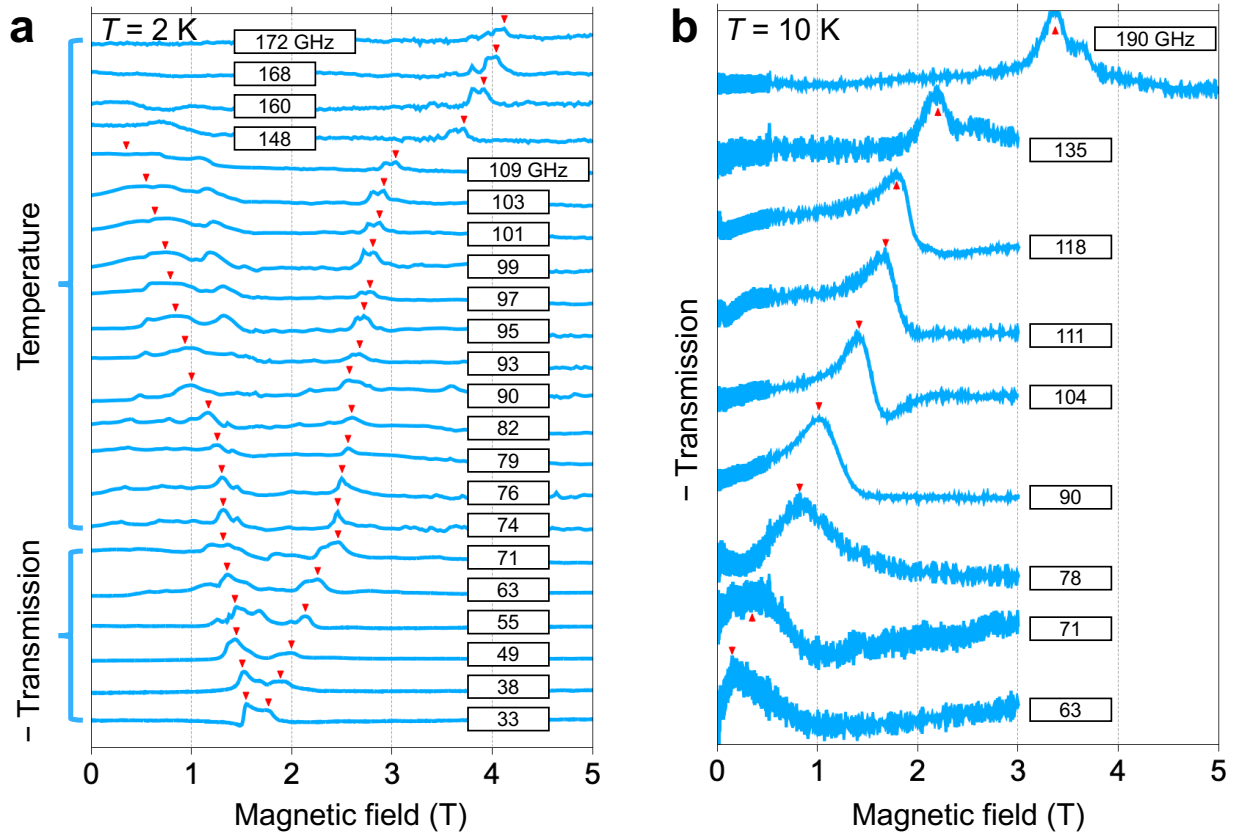 a
T = 2 K
172 GHz
168
160
148
109 GHz
103
101
99
97
95
93
90
82
79
76
74
71
63
55
49
38
33
Temperature
– Transmission
0 1 2 3 4 5
Magnetic field (T)
b
T = 10 K
190 GHz
135
118
111
104
90
78
71
63
– Transmission
0 1 2 3 4 5
Magnetic field (T)